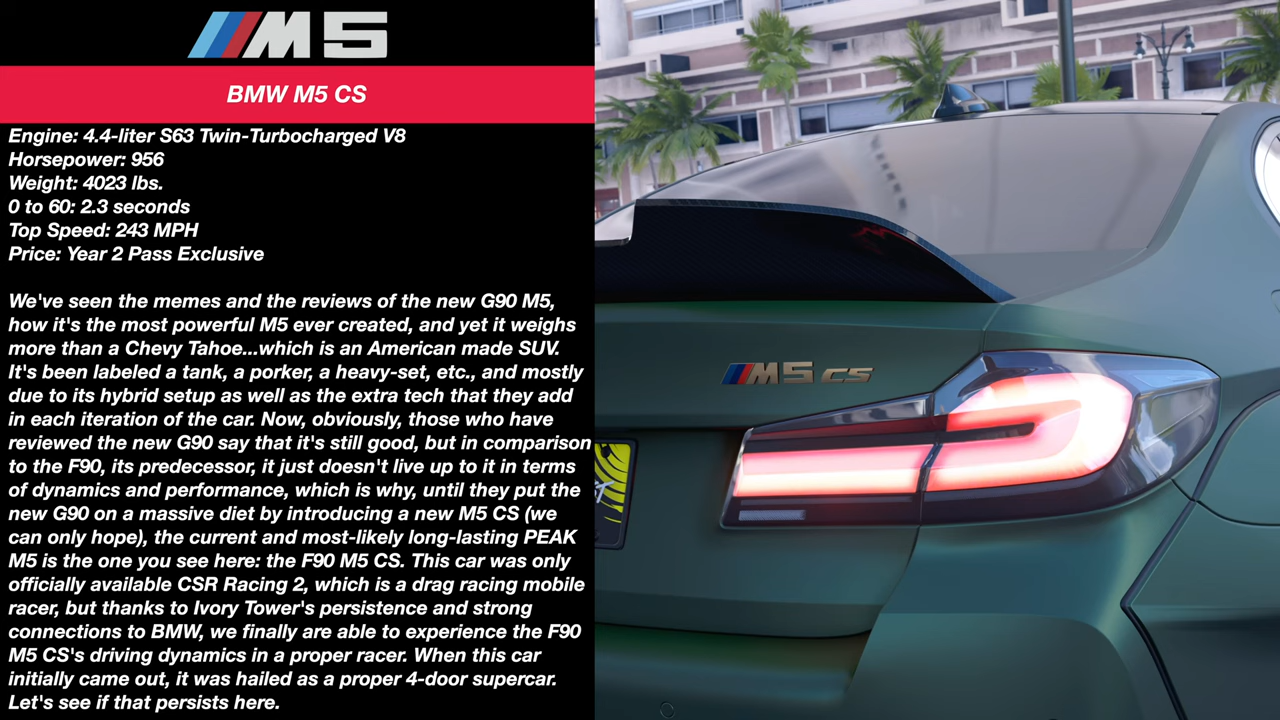 M5
BMW M5 CS
Engine: 4.4-liter S63 Twin-Turbocharged V8
Horsepower: 956
Weight: 4023 lbs.
0 to 60: 2.3 seconds
Top Speed: 243 MPH
Price: Year 2 Pass Exclusive
We've seen the memes and the reviews of the new G90 M5,
how it's the most powerful M5 ever created, and yet it weighs
more than a Chevy Tahoe...which is an American made SUV.
It's been labeled a tank, a porker, a heavy-set, etc., and mostly
due to its hybrid setup as well as the extra tech that they add
in each iteration of the car. Now, obviously, those who have
reviewed the new G90 say that it's still good, but in comparison
to the F90, its predecessor, it just doesn't live up to it in terms
of dynamics and performance, which is why, until they put the
new G90 on a massive diet by introducing a new M5 CS (we
can only hope), the current and most-likely long-lasting PEAK
M5 is the one you see here: the F90 M5 CS. This car was only
officially available CSR Racing 2, which is a drag racing mobile
racer, but thanks to Ivory Tower's persistence and strong
connections to BMW, we finally are able to experience the F90
M5 CS's driving dynamics in a proper racer. When this car
initially came out, it was hailed as a proper 4-door supercar.
Let's see if that persists here.
M5 CS